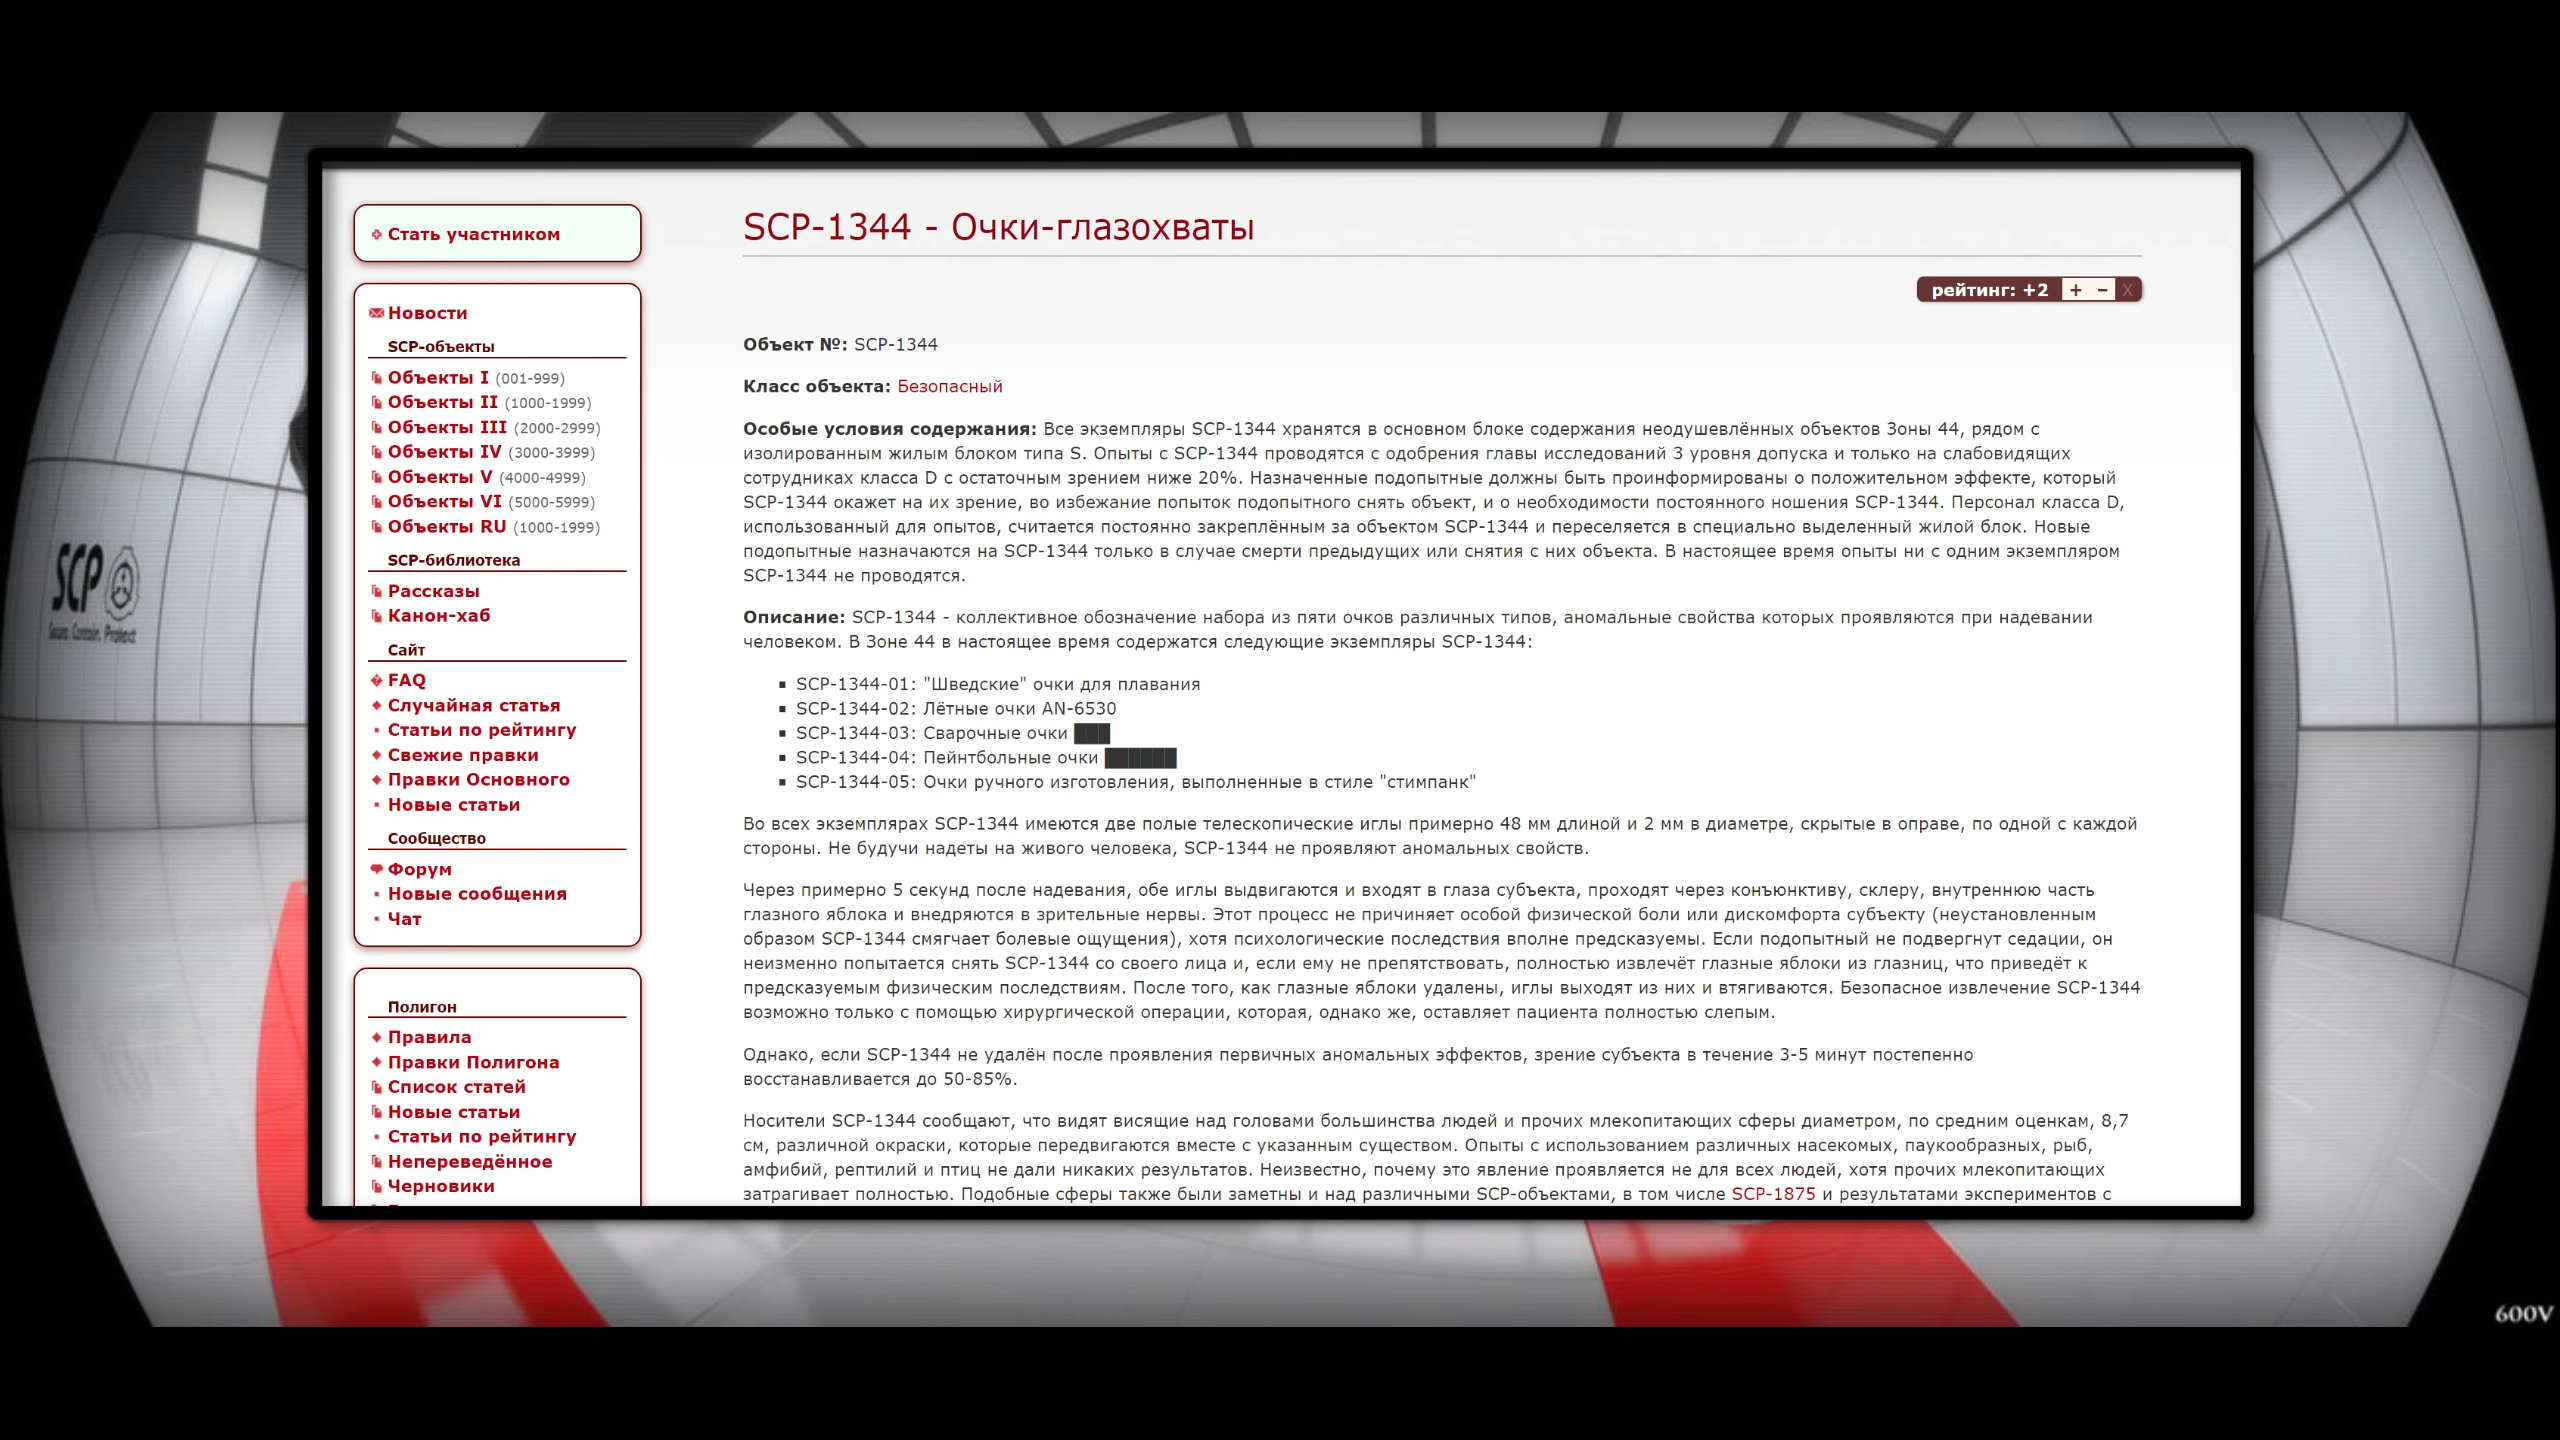 Стать участником
Новости
SCP-объекты
Объекты I (001-999)
Объекты II (1000-1999)
Объекты III (2000-2999)
Объекты IV (3000-3999)
Объекты V (4000-4999)
Объекты VI (5000-5999)
Объекты RU (1000-1999)
SCP-библиотека
Рассказы
Канон-хаб
Сайт
FAQ
Случайная статья
Статьи по рейтингу
Свежие правки
Правки Основного
Новые статьи
Сообщество
Форум
Новые сообщения
Чат
Полигон
Правила
Правки Полигона
Список статей
Новые статьи
Статьи по рейтингу
Непереведённое
Черновики
SCP-1344 - Очки-глазохваты
рейтинг: +2 + − X
Объект №: SCP-1344
Класс объекта: Безопасный
Особые условия содержания: Все экземпляры SCP-1344 хранятся в основном блоке содержания неодушевлённых объектов Зоны 44, рядом с
изолированным жилым блоком типа S. Опыты с SCP-1344 проводятся с одобрения главы исследований 3 уровня допуска и только на слабовидящих
сотрудниках класса D с остаточным зрением ниже 20%. Назначенные подопытные должны быть проинформированы о положительном эффекте, который
SCP-1344 окажет на их зрение, во избежание попыток подопытного снять объект, и о необходимости постоянного ношения SCP-1344. Персонал класса D,
использованный для опытов, считается постоянно закреплённым за объектом SCP-1344 и переселяется в специально выделенный жилой блок. Новые
подопытные назначаются на SCP-1344 только в случае смерти предыдущих или снятия с них объекта. В настоящее время опыты ни с одним экземпляром
SCP-1344 не проводятся.
Описание: SCP-1344 - коллективное обозначение набора из пяти очков различных типов, аномальные свойства которых проявляются при надевании
человеком. В Зоне 44 в настоящее время содержатся следующие экземпляры SCP-1344:
SCP-1344-01: "Шведские" очки для плавания
SCP-1344-02: Лётные очки AN-6530
SCP-1344-03: Сварочные очки ███
SCP-1344-04: Пейнтбольные очки ██████
SCP-1344-05: Очки ручного изготовления, выполненные в стиле "стимпанк"
Во всех экземплярах SCP-1344 имеются две полые телескопические иглы примерно 48 мм длиной и 2 мм в диаметре, скрытые в оправе, по одной с каждой
стороны. Не будучи надеты на живого человека, SCP-1344 не проявляют аномальных свойств.
Через примерно 5 секунд после надевания, обе иглы выдвигаются и входят в глаза субъекта, проходят через конъюнктиву, склеру, внутреннюю часть
глазного яблока и внедряются в зрительные нервы. Этот процесс не причиняет особой физической боли или дискомфорта субъекту (неустановленным
образом SCP-1344 смягчает болевые ощущения), хотя психологические последствия вполне предсказуемы. Если подопытный не подвергнут седации, он
неизменно попытается снять SCP-1344 со своего лица и, если ему не препятствовать, полностью извлечёт глазные яблоки из глазниц, что приведёт к
предсказуемым физическим последствиям. После того, как глазные яблоки удалены, иглы выходят из них и втягиваются. Безопасное извлечение SCP-1344
возможно только с помощью хирургической операции, которая, однако же, оставляет пациента полностью слепым.
Однако, если SCP-1344 не удалён после проявления первичных аномальных эффектов, зрение субъекта в течение 3-5 минут постепенно
восстанавливается до 50-85%.
Носители SCP-1344 сообщают, что видят висящие над головами большинства людей и прочих млекопитающих сферы диаметром, по средним оценкам, 8,7
см, различной окраски, которые передвигаются вместе с указанным существом. Опыты с использованием различных насекомых, паукообразных, рыб,
амфибий, рептилий и птиц не дали никаких результатов. Неизвестно, почему это явление проявляется не для всех людей, хотя прочих млекопитающих
затрагивает полностью. Подобные сферы также были заметны и над различными SCP-объектами, в том числе SCP-1875 и результатами экспериментов с
SCP
Secure. Contain. Protect
600V